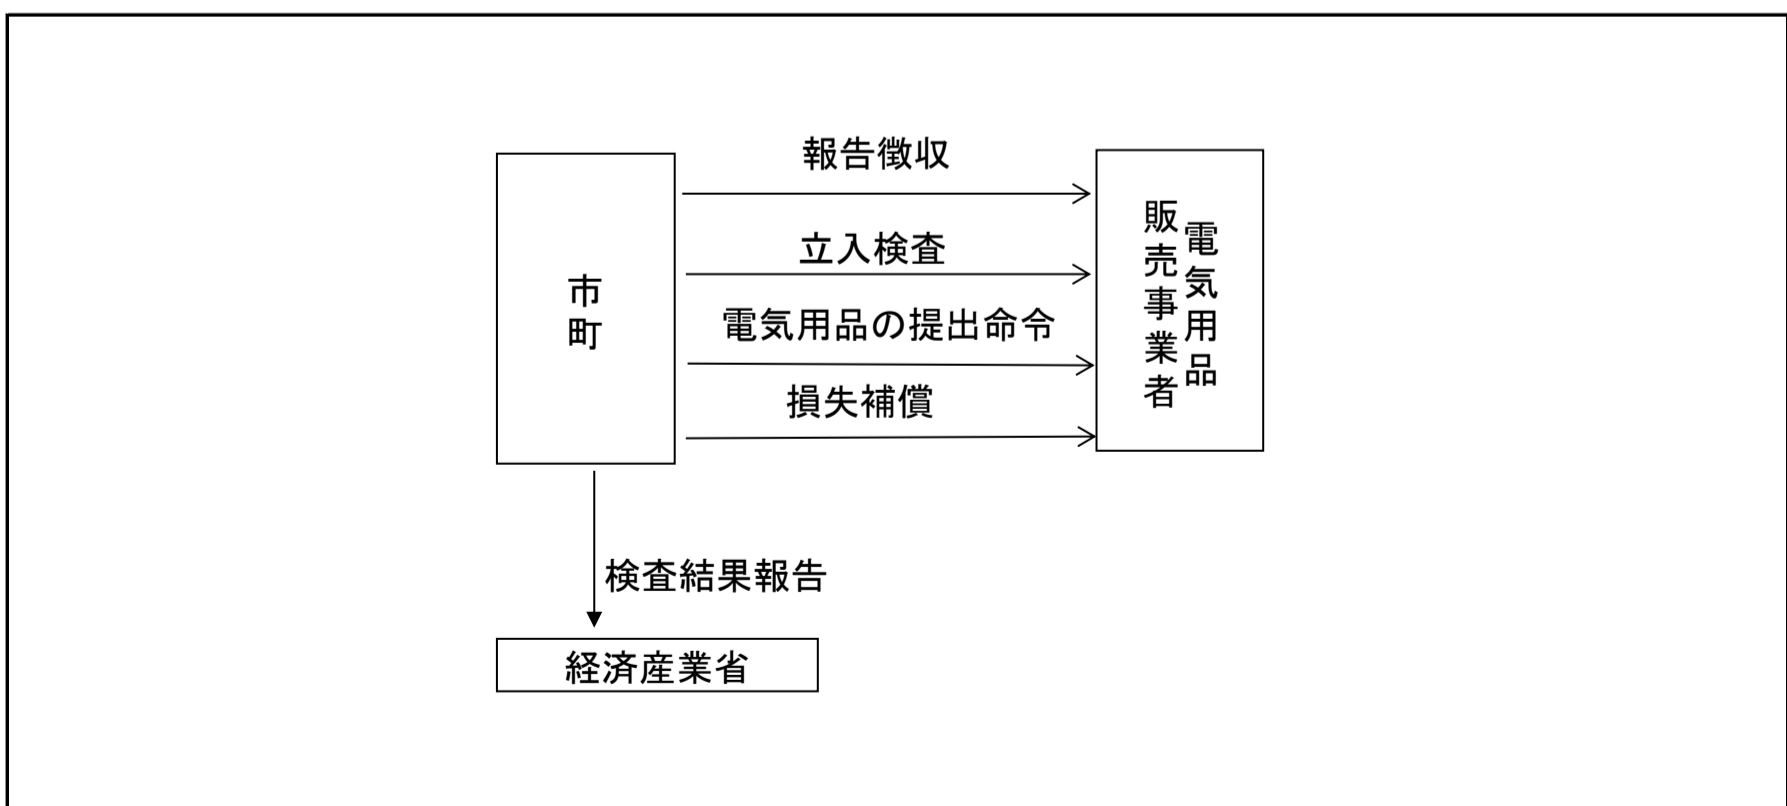 市町
報告徴収
立入検査
電気用品の提出命令
損失補償
電気用品
販売事業者
検査結果報告
経済産業省